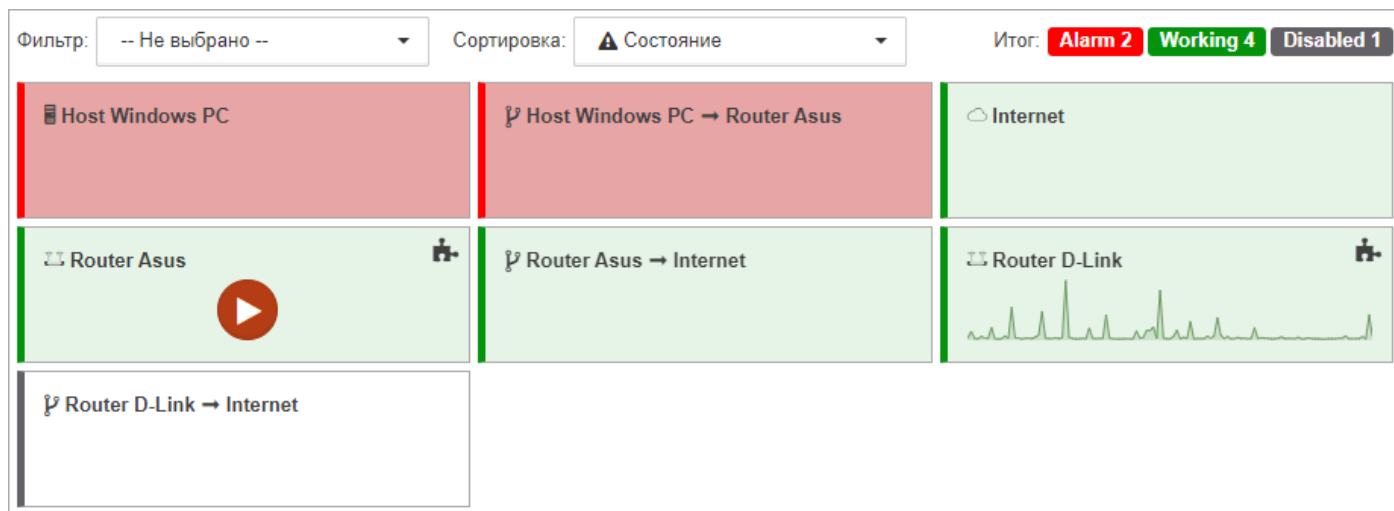 Фильтр: -- Не выбрано -- Сортировка: Состояние Итог: Alarm 2 Working 4 Disabled 1
Host Windows PC
Host Windows PC → Router Asus
Internet
Router Asus
Router Asus → Internet
Router D-Link
Router D-Link → Internet